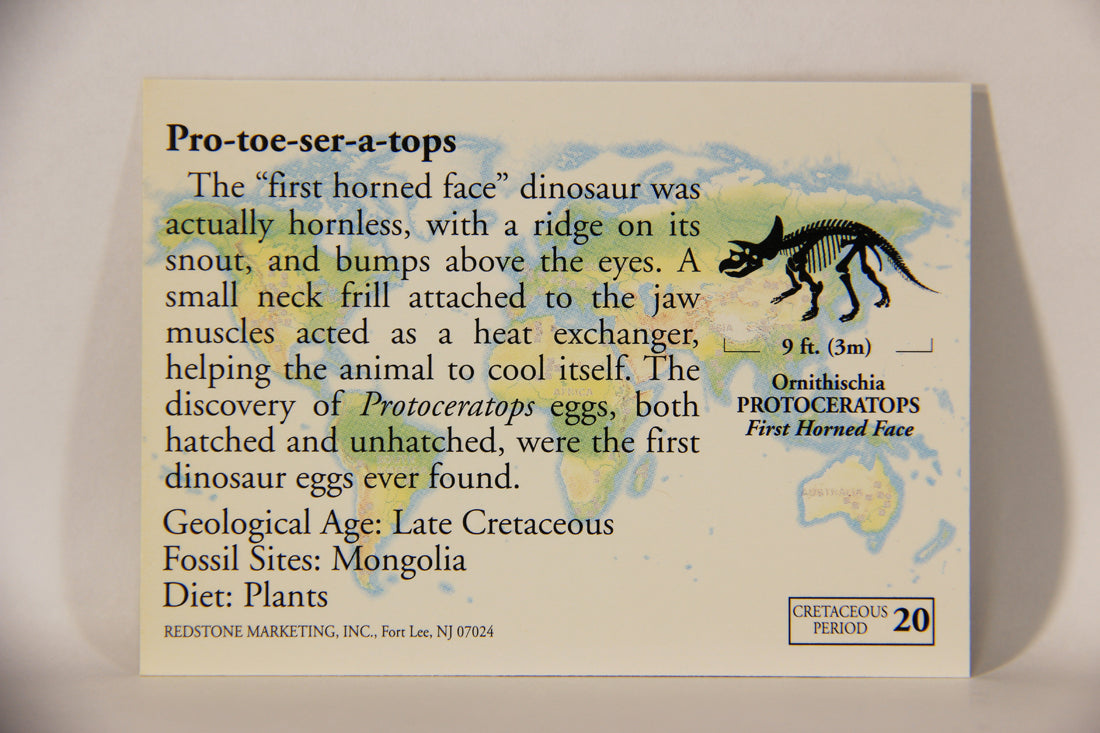 Pro-toe-ser-a-tops
The “first horned face” dinosaur was
actually hornless, with a ridge on its
snout, and bumps above the eyes. A
small neck frill attached to the jaw
muscles acted as a heat exchanger,
helping the animal to cool itself. The
discovery of Protoceratops eggs, both
hatched and unhatched, were the first
dinosaur eggs ever found.
Geological Age: Late Cretaceous
Fossil Sites: Mongolia
Diet: Plants
REDSTONE MARKETING, INC., Fort Lee, NJ 07024
9 ft. (3m)
Ornithischia
PROTOCERATOPS
First Horned Face
AUSTRALIA
CRETACEOUS
PERIOD
20